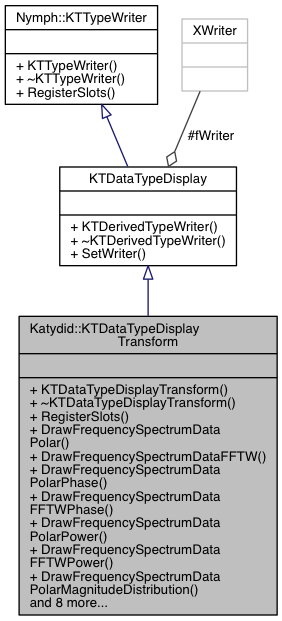 Nymph::KTTypeWriter
+ KTTypeWriter()
+ ~KTTypeWriter()
+ RegisterSlots()
XWriter
#fWriter
KTDataTypeDisplay
+ KTDerivedTypeWriter()
+ ~KTDerivedTypeWriter()
+ SetWriter()
Katydid::KTDataTypeDisplay
Transform
+ KTDataTypeDisplayTransform()
+ ~KTDataTypeDisplayTransform()
+ RegisterSlots()
+ DrawFrequencySpectrumData
Polar()
+ DrawFrequencySpectrumDataFFTW()
+ DrawFrequencySpectrumData
PolarPhase()
+ DrawFrequencySpectrumData
FFTWPhase()
+ DrawFrequencySpectrumData
PolarPower()
+ DrawFrequencySpectrumData
FFTWPower()
+ DrawFrequencySpectrumData
PolarMagnitudeDistribution()
and 8 more...